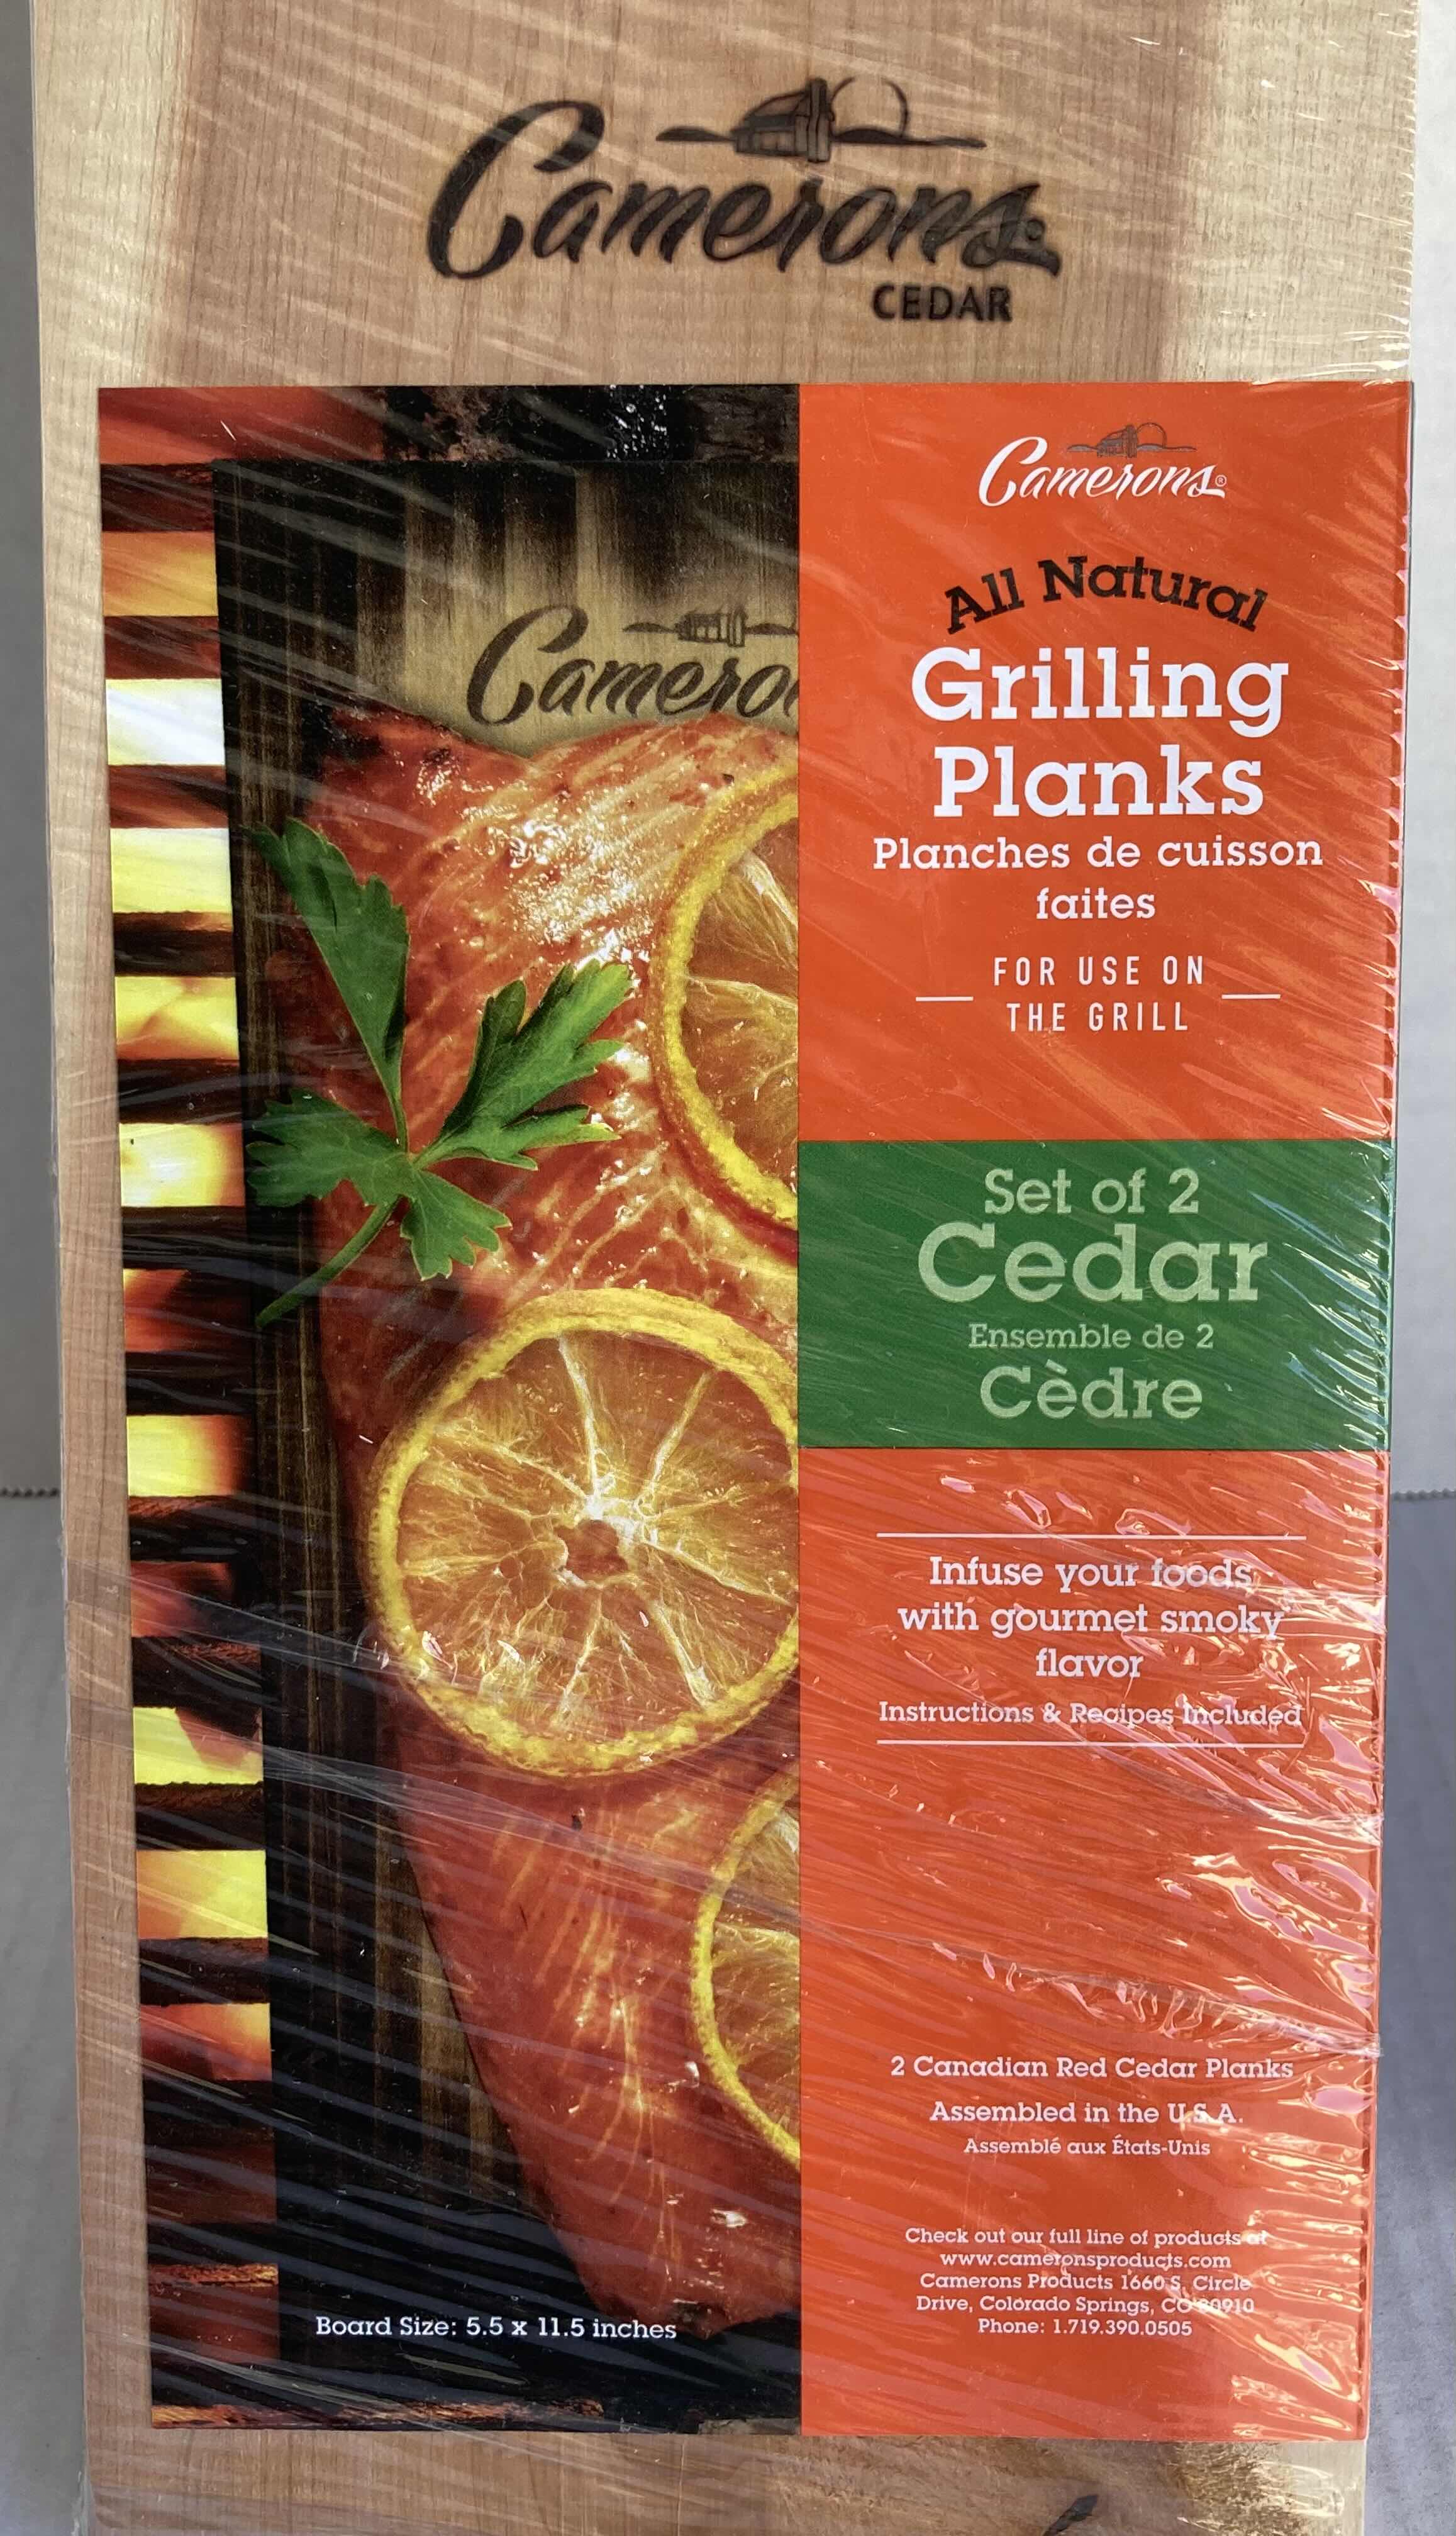 Camerons
CEDAR
Camerons®
All Natural
Grilling
Planks
Planches de cuisson
faites
FOR USE ON
THE GRILL
Camero
Set of 2
Cedar
Ensemble de 2
Cèdre
Infuse your foods
with gourmet smoky
flavor
Instructions & Recipes Included
2 Canadian Red Cedar Planks
Assembled in the U.S.A.
Assemblé aux États-Unis
Check out our full line of products at
www.cameronsproducts.com
Camerons Products 1660 S. Circle
Drive, Colorado Springs, CO 80910
Phone: 1.719.390.0505
Board Size: 5.5 x 11.5 inches